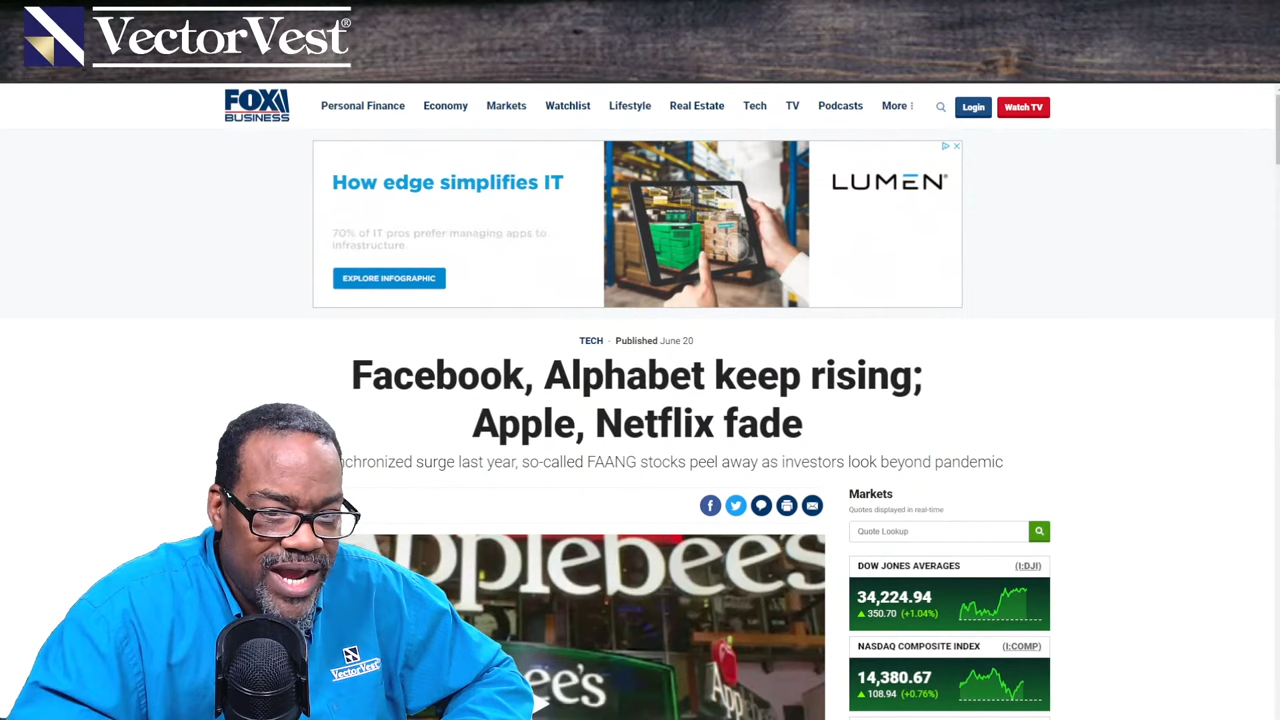 VectorVest®
FOX BUSINESS
Personal Finance Economy Markets Watchlist Lifestyle Real Estate Tech TV Podcasts More Login Watch TV
How edge simplifies IT
70% of IT pros prefer managing apps to
infrastructure
EXPLORE INFOGRAPHIC
LUMEN®
TECH · Published June 20
Facebook, Alphabet keep rising;
Apple, Netflix fade
surge last year, so-called FAANG stocks peel away as investors look beyond pandemic
Markets
Quotes displayed in real-time
Quote Lookup
DOW JONES AVERAGES (I:DJI)
34,224.94
350.70 (+1.04%)
NASDAQ COMPOSITE INDEX (I:COMP)
14,380.67
108.94 (+0.76%)
Applebees
ee's
VectorVest